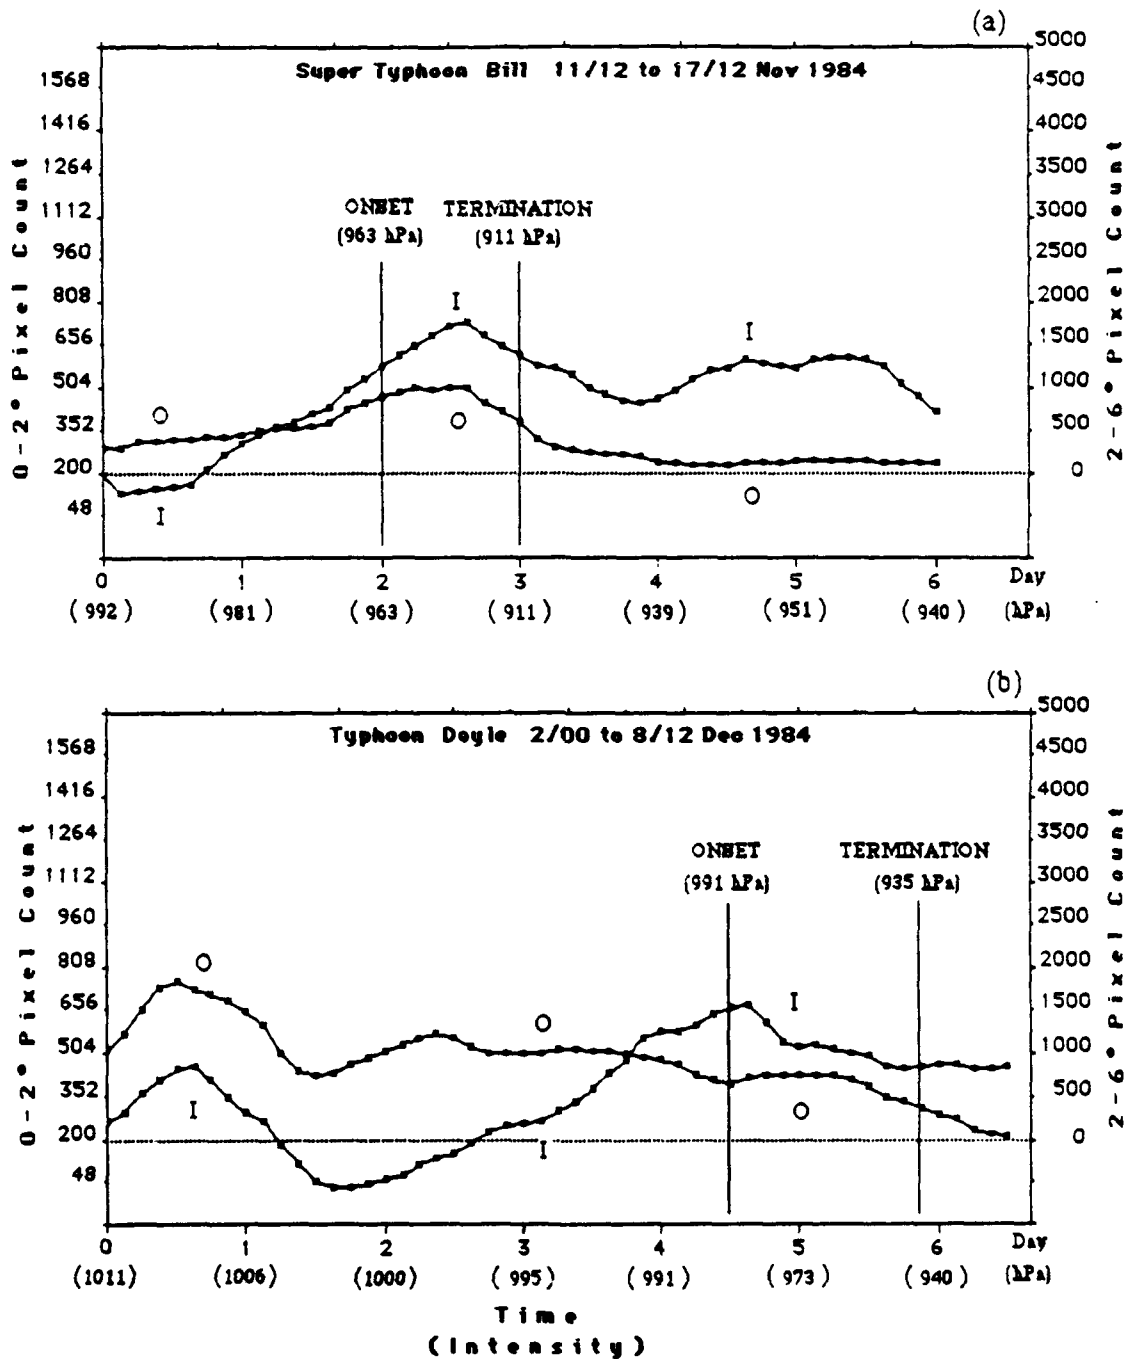 (a)
Super Typhoon Bill 11/12 to 17/12 Nov 1984
5000
1568 4500
1416 4000
1264 3500
1112 3000
960 2500
808 2000
656 1500
504 1000
352 500
200 0
48
0-2° Pixel Count
2-6° Pixel Count
ONSET TERMINATION
(963 hPa) (911 hPa)
I I
O O
I O
0 1 2 3 4 5 6 Day
(992) (981) (963) (911) (939) (951) (940) (hPa)
(b)
Typhoon Doyle 2/00 to 8/12 Dec 1984
5000
1568 4500
1416 4000
1264 3500
1112 3000
960 2500
808 2000
656 1500
504 1000
352 500
200 0
48
0-2° Pixel Count
2-6° Pixel Count
ONSET TERMINATION
(991 hPa) (935 hPa)
O O I
I I O
0 1 2 3 4 5 6 Day
(1011) (1006) (1000) (995) (991) (973) (940) (hPa)
Time
(Intensity)